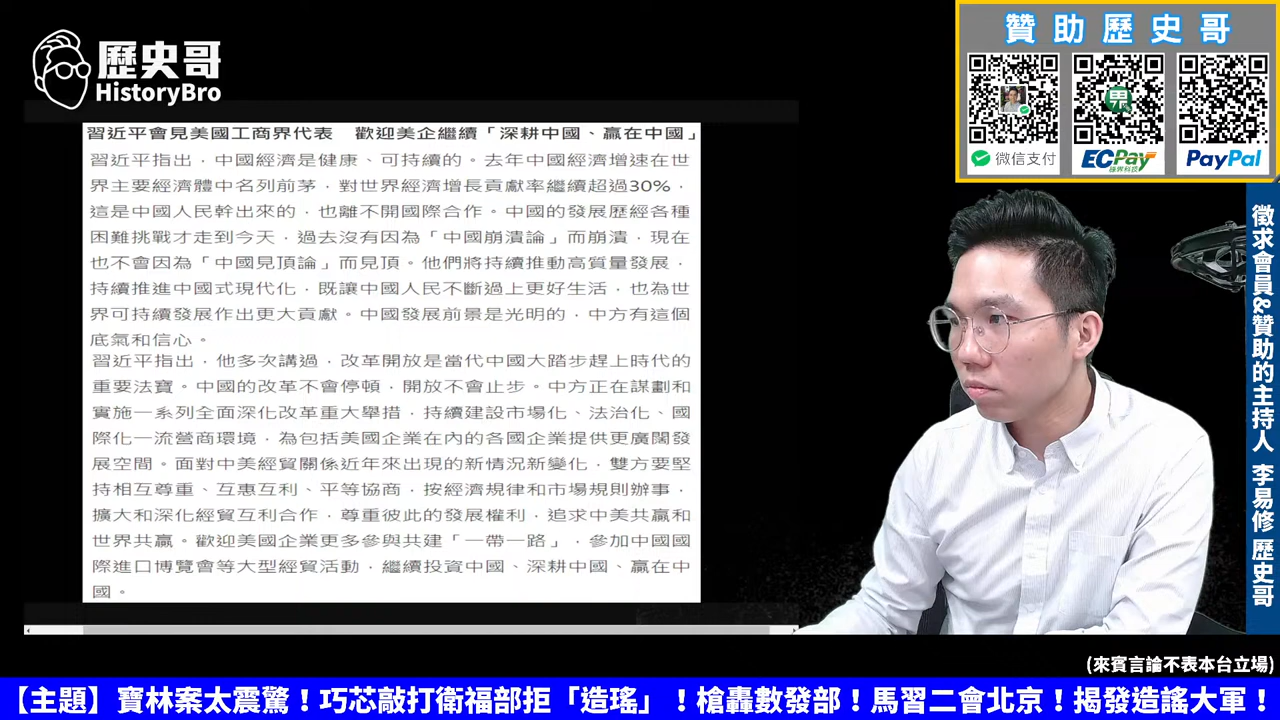 歷史哥
HistoryBro
贊助歷史哥
微信支付
ECPay
綠界科技
PayPal
習近平會見美國工商界代表 歡迎美企繼續「深耕中國、贏在中國」
習近平指出，中國經濟是健康、可持續的。去年中國經濟增速在世
界主要經濟體中名列前茅，對世界經濟增長貢獻率繼續超過30%，
這是中國人民幹出來的，也離不開國際合作。中國的發展歷經各種
困難挑戰才走到今天，過去沒有因為「中國崩潰論」而崩潰，現在
也不會因為「中國見頂論」而見頂。他們將持續推動高質量發展，
持續推進中國式現代化，既讓中國人民不斷過上更好生活，也為世
界可持續發展作出更大貢獻。中國發展前景是光明的，中方有這個
底氣和信心。
習近平指出，他多次講過，改革開放是當代中國大踏步趕上時代的
重要法寶。中國的改革不會停頓，開放不會止步。中方正在謀劃和
實施一系列全面深化改革重大舉措，持續建設市場化、法治化、國
際化一流營商環境，為包括美國企業在內的各國企業提供更廣闊發
展空間。面對中美經貿關係近年來出現的新情況新變化，雙方要堅
持相互尊重、互惠互利、平等協商，按經濟規律和市場規則辦事，
擴大和深化經貿互利合作，尊重彼此的發展權利，追求中美共贏和
世界共贏。歡迎美國企業更多參與共建「一帶一路」，參加中國國
際進口博覽會等大型經貿活動，繼續投資中國、深耕中國、贏在中
國。
徵求會員&贊助的主持人 李易修 歷史哥
(來賓言論不表本台立場)
【主題】寶林案太震驚！巧芯敲打衛福部拒「造瑤」！槍轟數發部！馬習二會北京！揭發造謠大軍！